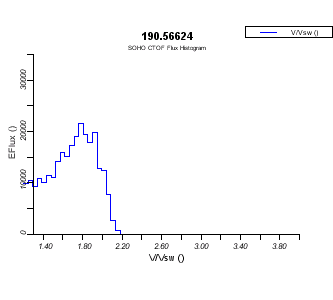 190.56624
SOHO CTOF Flux Histogram
V/Vsw ()
EFlux ()
30000
20000
10000
0
1.40 1.80 2.20 2.60 3.00 3.40 3.80
V/Vsw ()